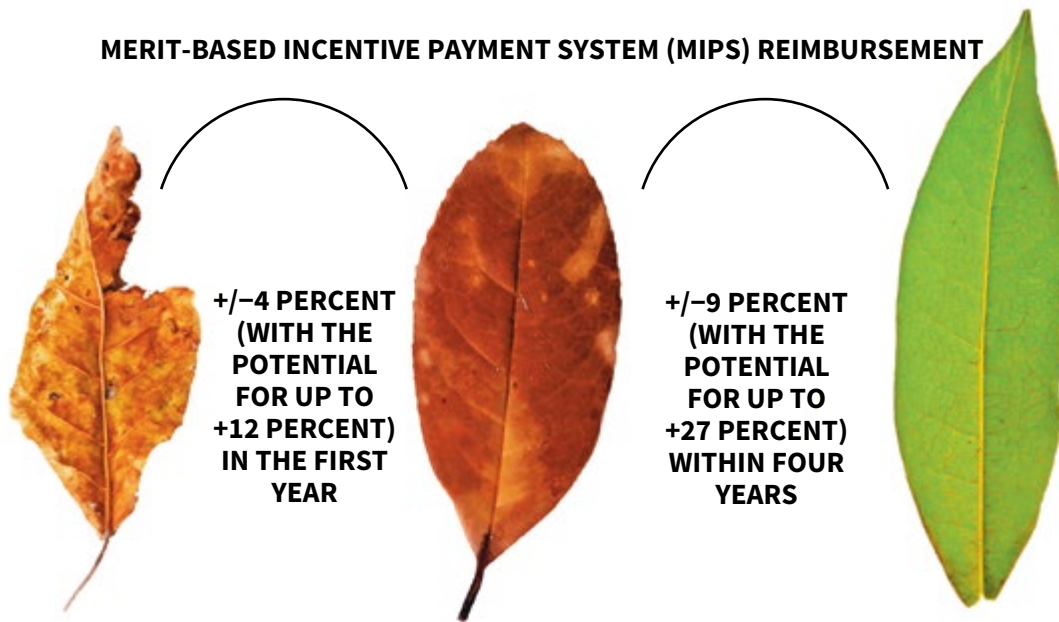 MERIT-BASED INCENTIVE PAYMENT SYSTEM (MIPS) REIMBURSEMENT
+/−4 PERCENT
(WITH THE
POTENTIAL
FOR UP TO
+12 PERCENT)
IN THE FIRST
YEAR
+/−9 PERCENT
(WITH THE
POTENTIAL
FOR UP TO
+27 PERCENT)
WITHIN FOUR
YEARS